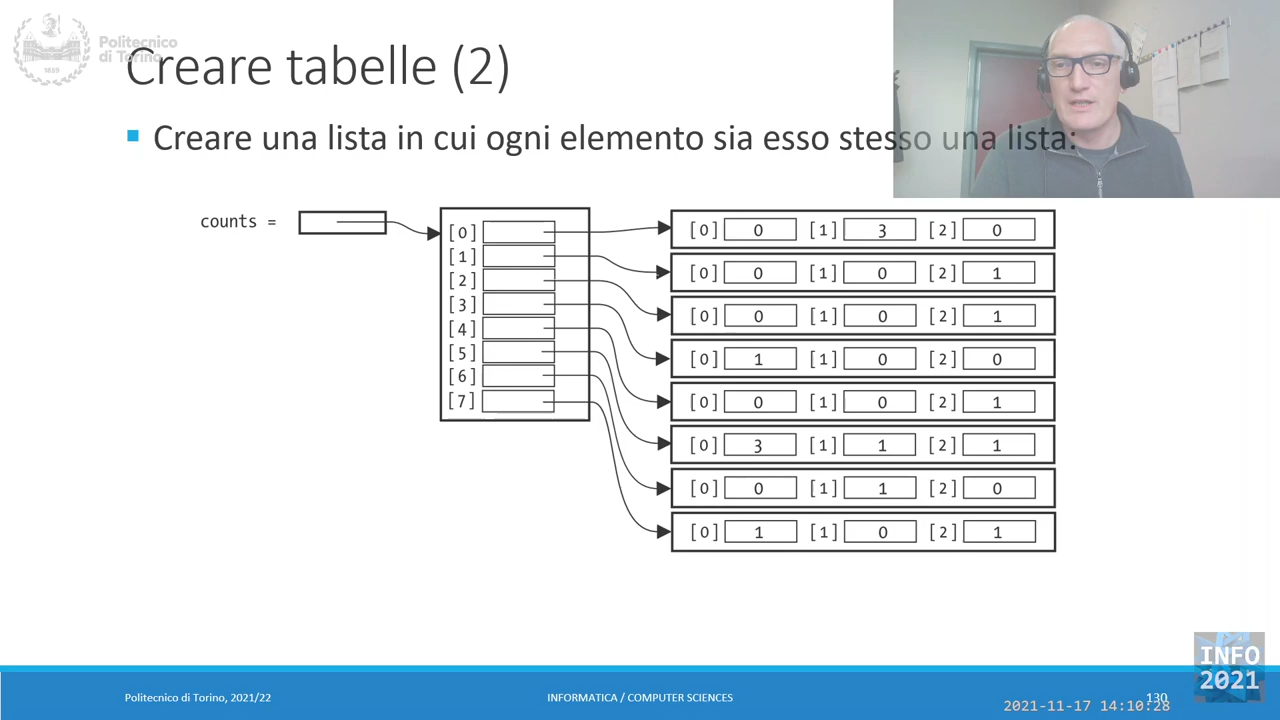 Politecnico
di Torino
1859
Creare tabelle (2)
Creare una lista in cui ogni elemento sia esso stesso una lista:
counts =
[0]
[1]
[2]
[3]
[4]
[5]
[6]
[7]
[0] 0 [1] 3 [2] 0
[0] 0 [1] 0 [2] 1
[0] 0 [1] 0 [2] 1
[0] 1 [1] 0 [2] 0
[0] 0 [1] 0 [2] 1
[0] 3 [1] 1 [2] 1
[0] 0 [1] 1 [2] 0
[0] 1 [1] 0 [2] 1
INFO
2021
Politecnico di Torino, 2021/22
INFORMATICA / COMPUTER SCIENCES
130
2021-11-17 14:10:28